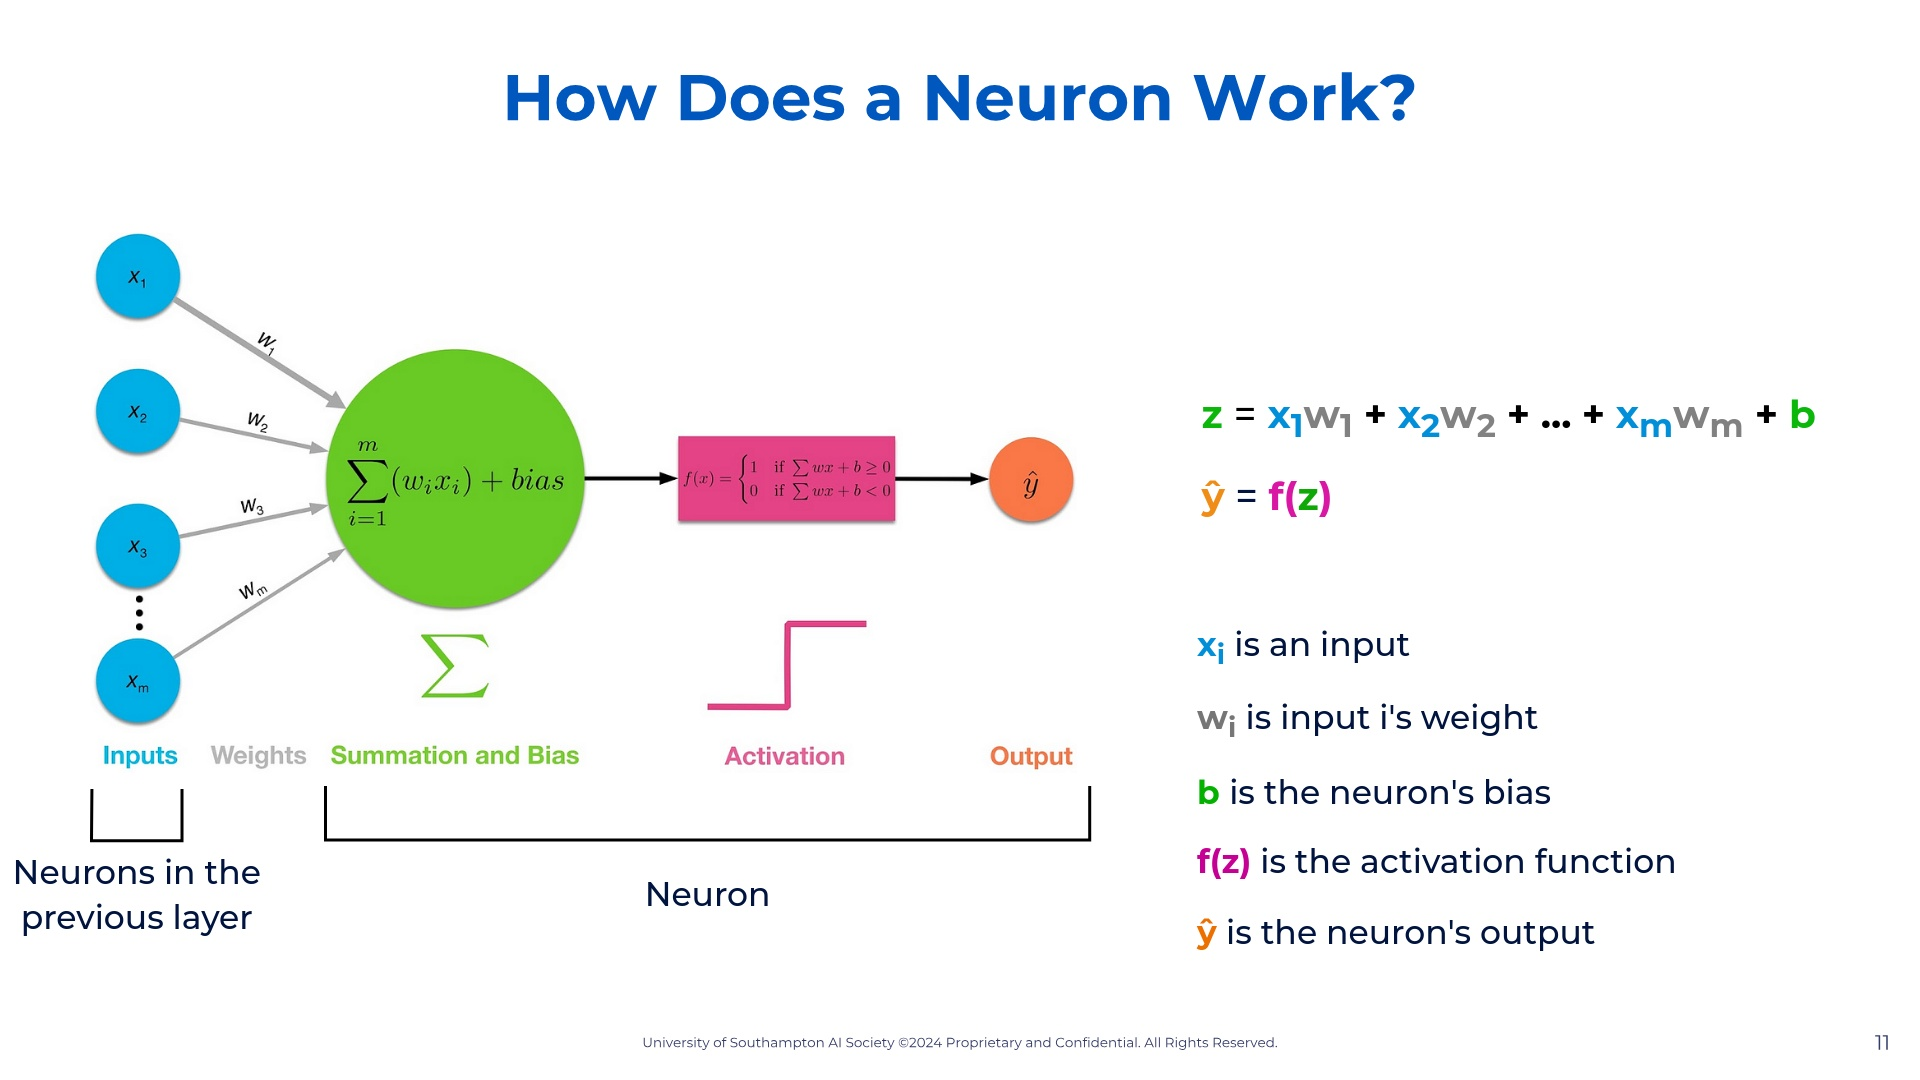 How Does a Neuron Work?
x₁
w₁
x₂
w₂
x₃
w₃
xₘ
wₘ
m
∑(wᵢxᵢ) + bias
i=1
f(x) = {1 if ∑ wx + b ≥ 0
0 if ∑ wx + b < 0
ŷ
∑
Inputs Weights Summation and Bias Activation Output
Neurons in the
previous layer
Neuron
z = x₁w₁ + x₂w₂ + ... + xₘwₘ + b
ŷ = f(z)
xᵢ is an input
wᵢ is input i's weight
b is the neuron's bias
f(z) is the activation function
ŷ is the neuron's output
University of Southampton AI Society ©2024 Proprietary and Confidential. All Rights Reserved.
11